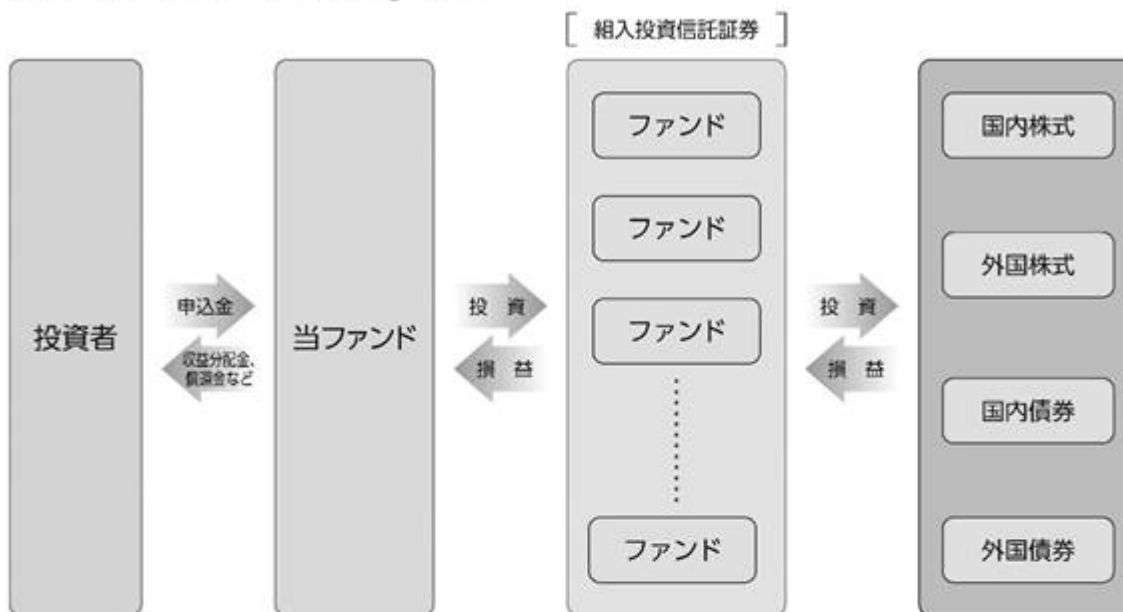 [ 組入投資信託証券 ]
投資者
申込金
収益分配金、
償還金など
当ファンド
投 資
損 益
ファンド
ファンド
ファンド
ファンド
投 資
損 益
国内株式
外国株式
国内債券
外国債券